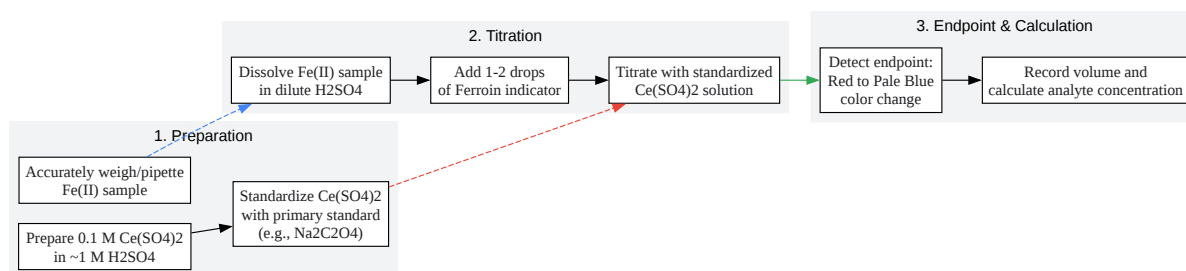 1. Preparation
Accurately weigh/pipette
Fe(II) sample
Prepare 0.1 M Ce(SO4)2
in ~1 M H2SO4
Standardize Ce(SO4)2
with primary standard
(e.g., Na2C2O4)
2. Titration
Dissolve Fe(II) sample
in dilute H2SO4
Add 1-2 drops
of Ferroin indicator
Titrate with standardized
Ce(SO4)2 solution
3. Endpoint & Calculation
Detect endpoint:
Red to Pale Blue
color change
Record volume and
calculate analyte concentration